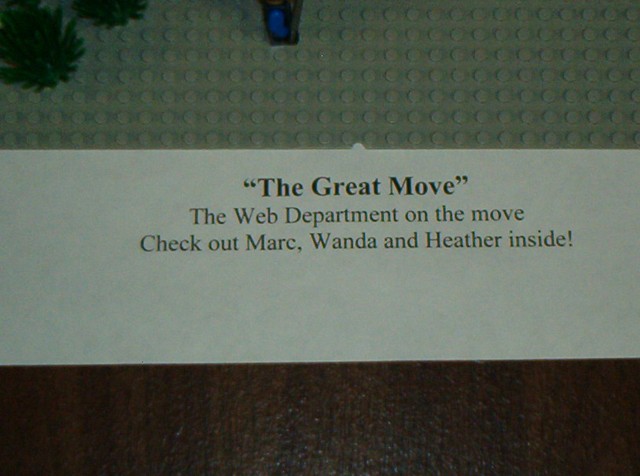 “The Great Move”
The Web Department on the move
Check out Marc, Wanda and Heather inside!